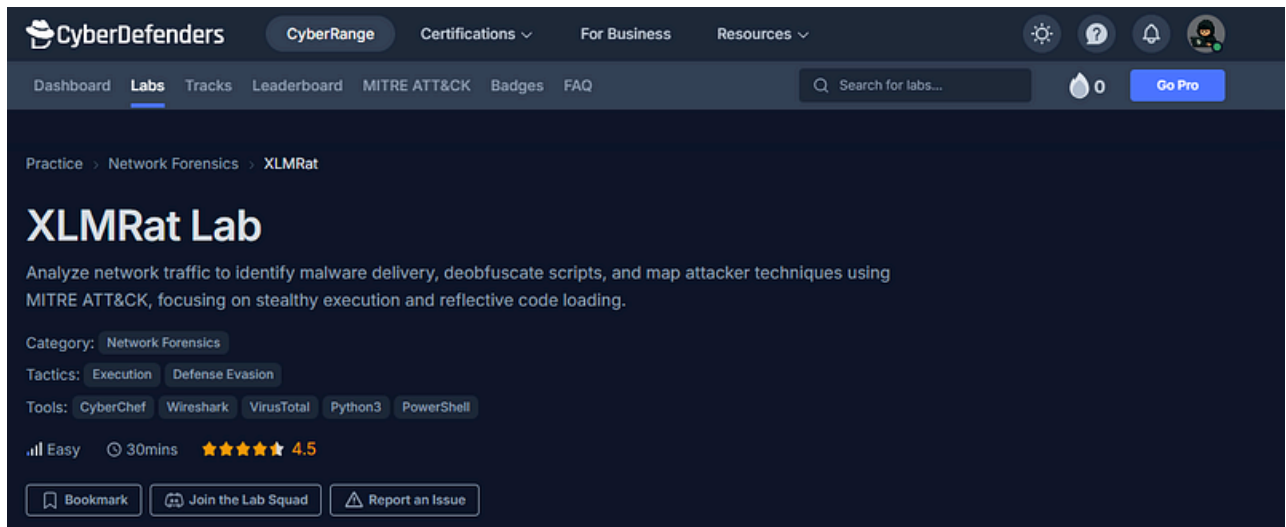 CyberDefenders CyberRange Certifications For Business Resources
Dashboard Labs Tracks Leaderboard MITRE ATT&CK Badges FAQ Search for labs... 0 Go Pro
Practice > Network Forensics > XLMRat
XLMRat Lab
Analyze network traffic to identify malware delivery, deobfuscate scripts, and map attacker techniques using
MITRE ATT&CK, focusing on stealthy execution and reflective code loading.
Category: Network Forensics
Tactics: Execution Defense Evasion
Tools: CyberChef Wireshark VirusTotal Python3 PowerShell
Easy 30mins 4.5
Bookmark Join the Lab Squad Report an Issue